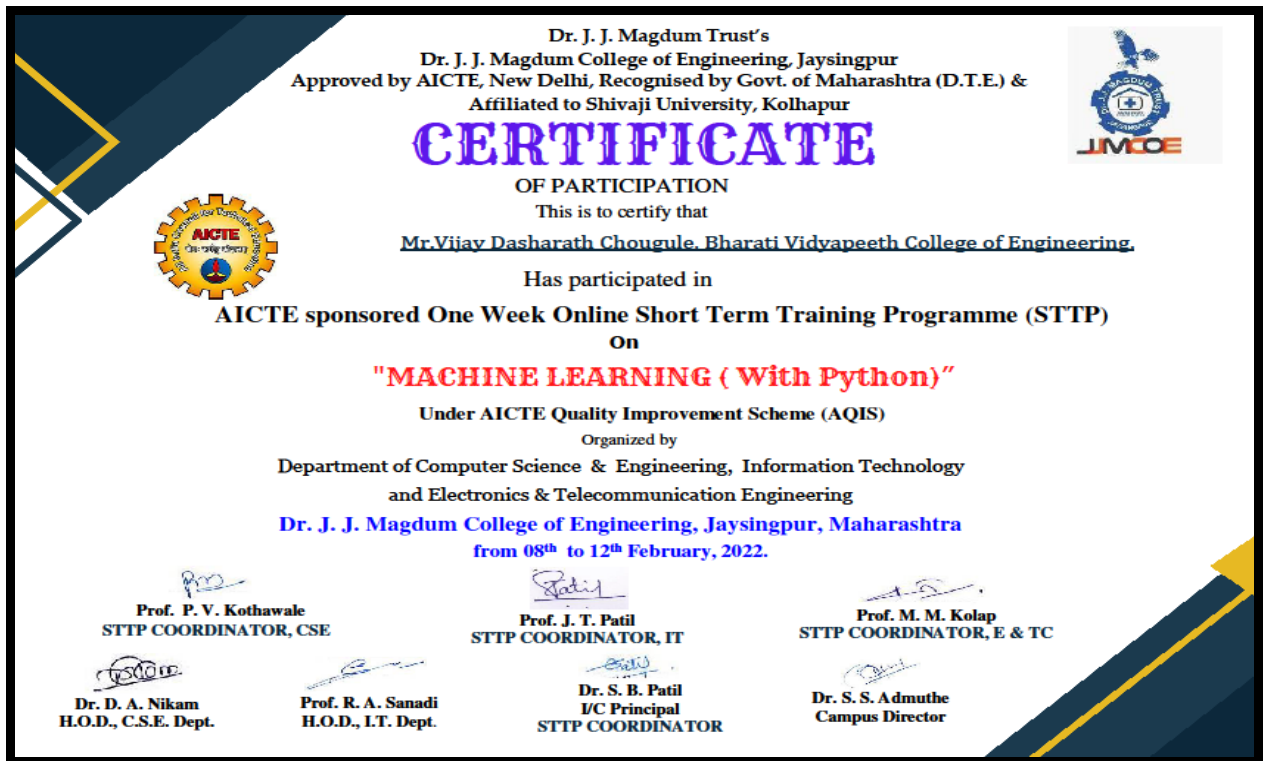 Dr. J. J. Magdum Trust's
Dr. J. J. Magdum College of Engineering, Jaysingpur
Approved by AICTE, New Delhi, Recognised by Govt. of Maharashtra (D.T.E.) &
Affiliated to Shivaji University, Kolhapur
CERTIFICATE
JJMCOE
OF PARTICIPATION
This is to certify that
AICTE
Mr.Vijay Dasharath Chougule. Bharati Vidyapeeth College of Engineering.
Has participated in
AICTE sponsored One Week Online Short Term Training Programme (STTP)
On
"MACHINE LEARNING ( With Python)"
Under AICTE Quality Improvement Scheme (AQIS)
Organized by
Department of Computer Science & Engineering, Information Technology
and Electronics & Telecommunication Engineering
Dr. J. J. Magdum College of Engineering, Jaysingpur, Maharashtra
from 08th to 12th February, 2022.
Prof. P. V. Kothawale
STTP COORDINATOR, CSE
Prof. J. T. Patil
STTP COORDINATOR, IT
Prof. M. M. Kolap
STTP COORDINATOR, E & TC
Dr. D. A. Nikam
H.O.D., C.S.E. Dept.
Prof. R. A. Sanadi
H.O.D., I.T. Dept.
Dr. S. B. Patil
I/C Principal
STTP COORDINATOR
Dr. S. S. Admuthe
Campus Director